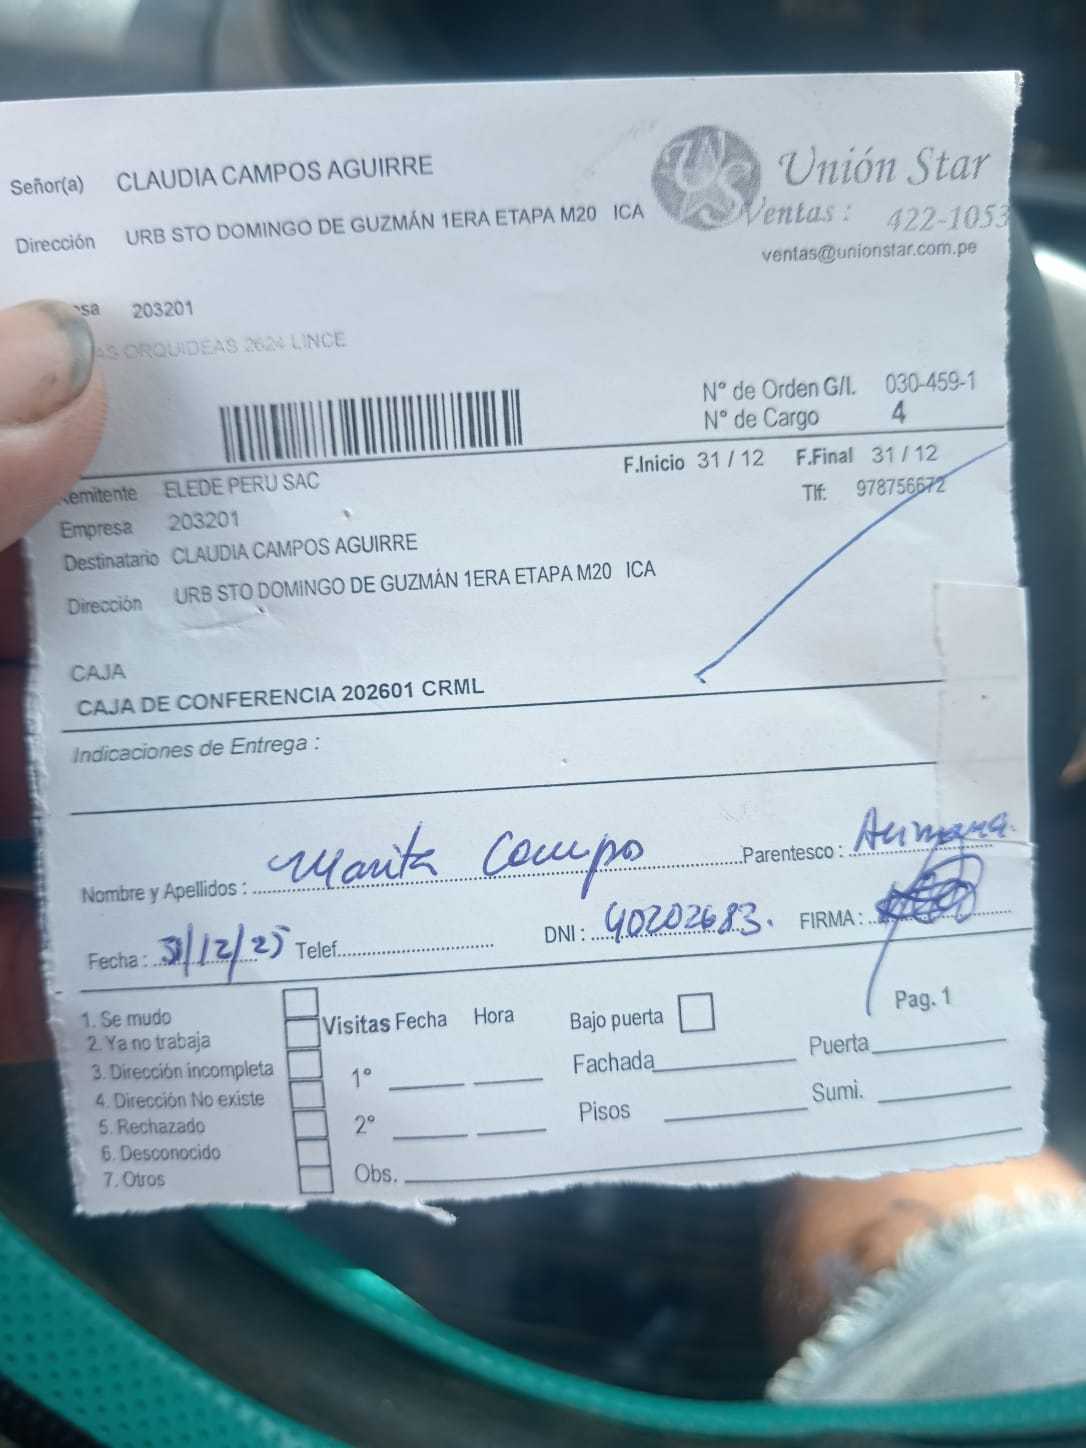 Señor(a) CLAUDIA CAMPOS AGUIRRE
Unión Star
Dirección URB STO DOMINGO DE GUZMÁN 1ERA ETAPA M20 ICA
Ventas : 422-1053
ventas@unionstar.com.pe
203201
ORQUIDEAS 2624 LINCE
N° de Orden G/I. 030-459-1
N° de Cargo 4
F.Inicio 31 / 12 F.Final 31 / 12
Remitente ELEDE PERU SAC
Tlf: 978756672
Empresa 203201
Destinatario CLAUDIA CAMPOS AGUIRRE
Dirección URB STO DOMINGO DE GUZMÁN 1ERA ETAPA M20 ICA
CAJA
CAJA DE CONFERENCIA 202601 CRML
Indicaciones de Entrega :
Nombre y Apellidos : Marita Campo Parentesco :
Fecha : 31/12/25 Telef. DNI : 40202683. FIRMA :
1. Se mudo
2. Ya no trabaja
3. Dirección incompleta
4. Dirección No existe
5. Rechazado
6. Desconocido
7. Otros
Visitas Fecha Hora
1°
2°
Obs.
Bajo puerta
Pag. 1
Fachada Puerta
Pisos Sumi.